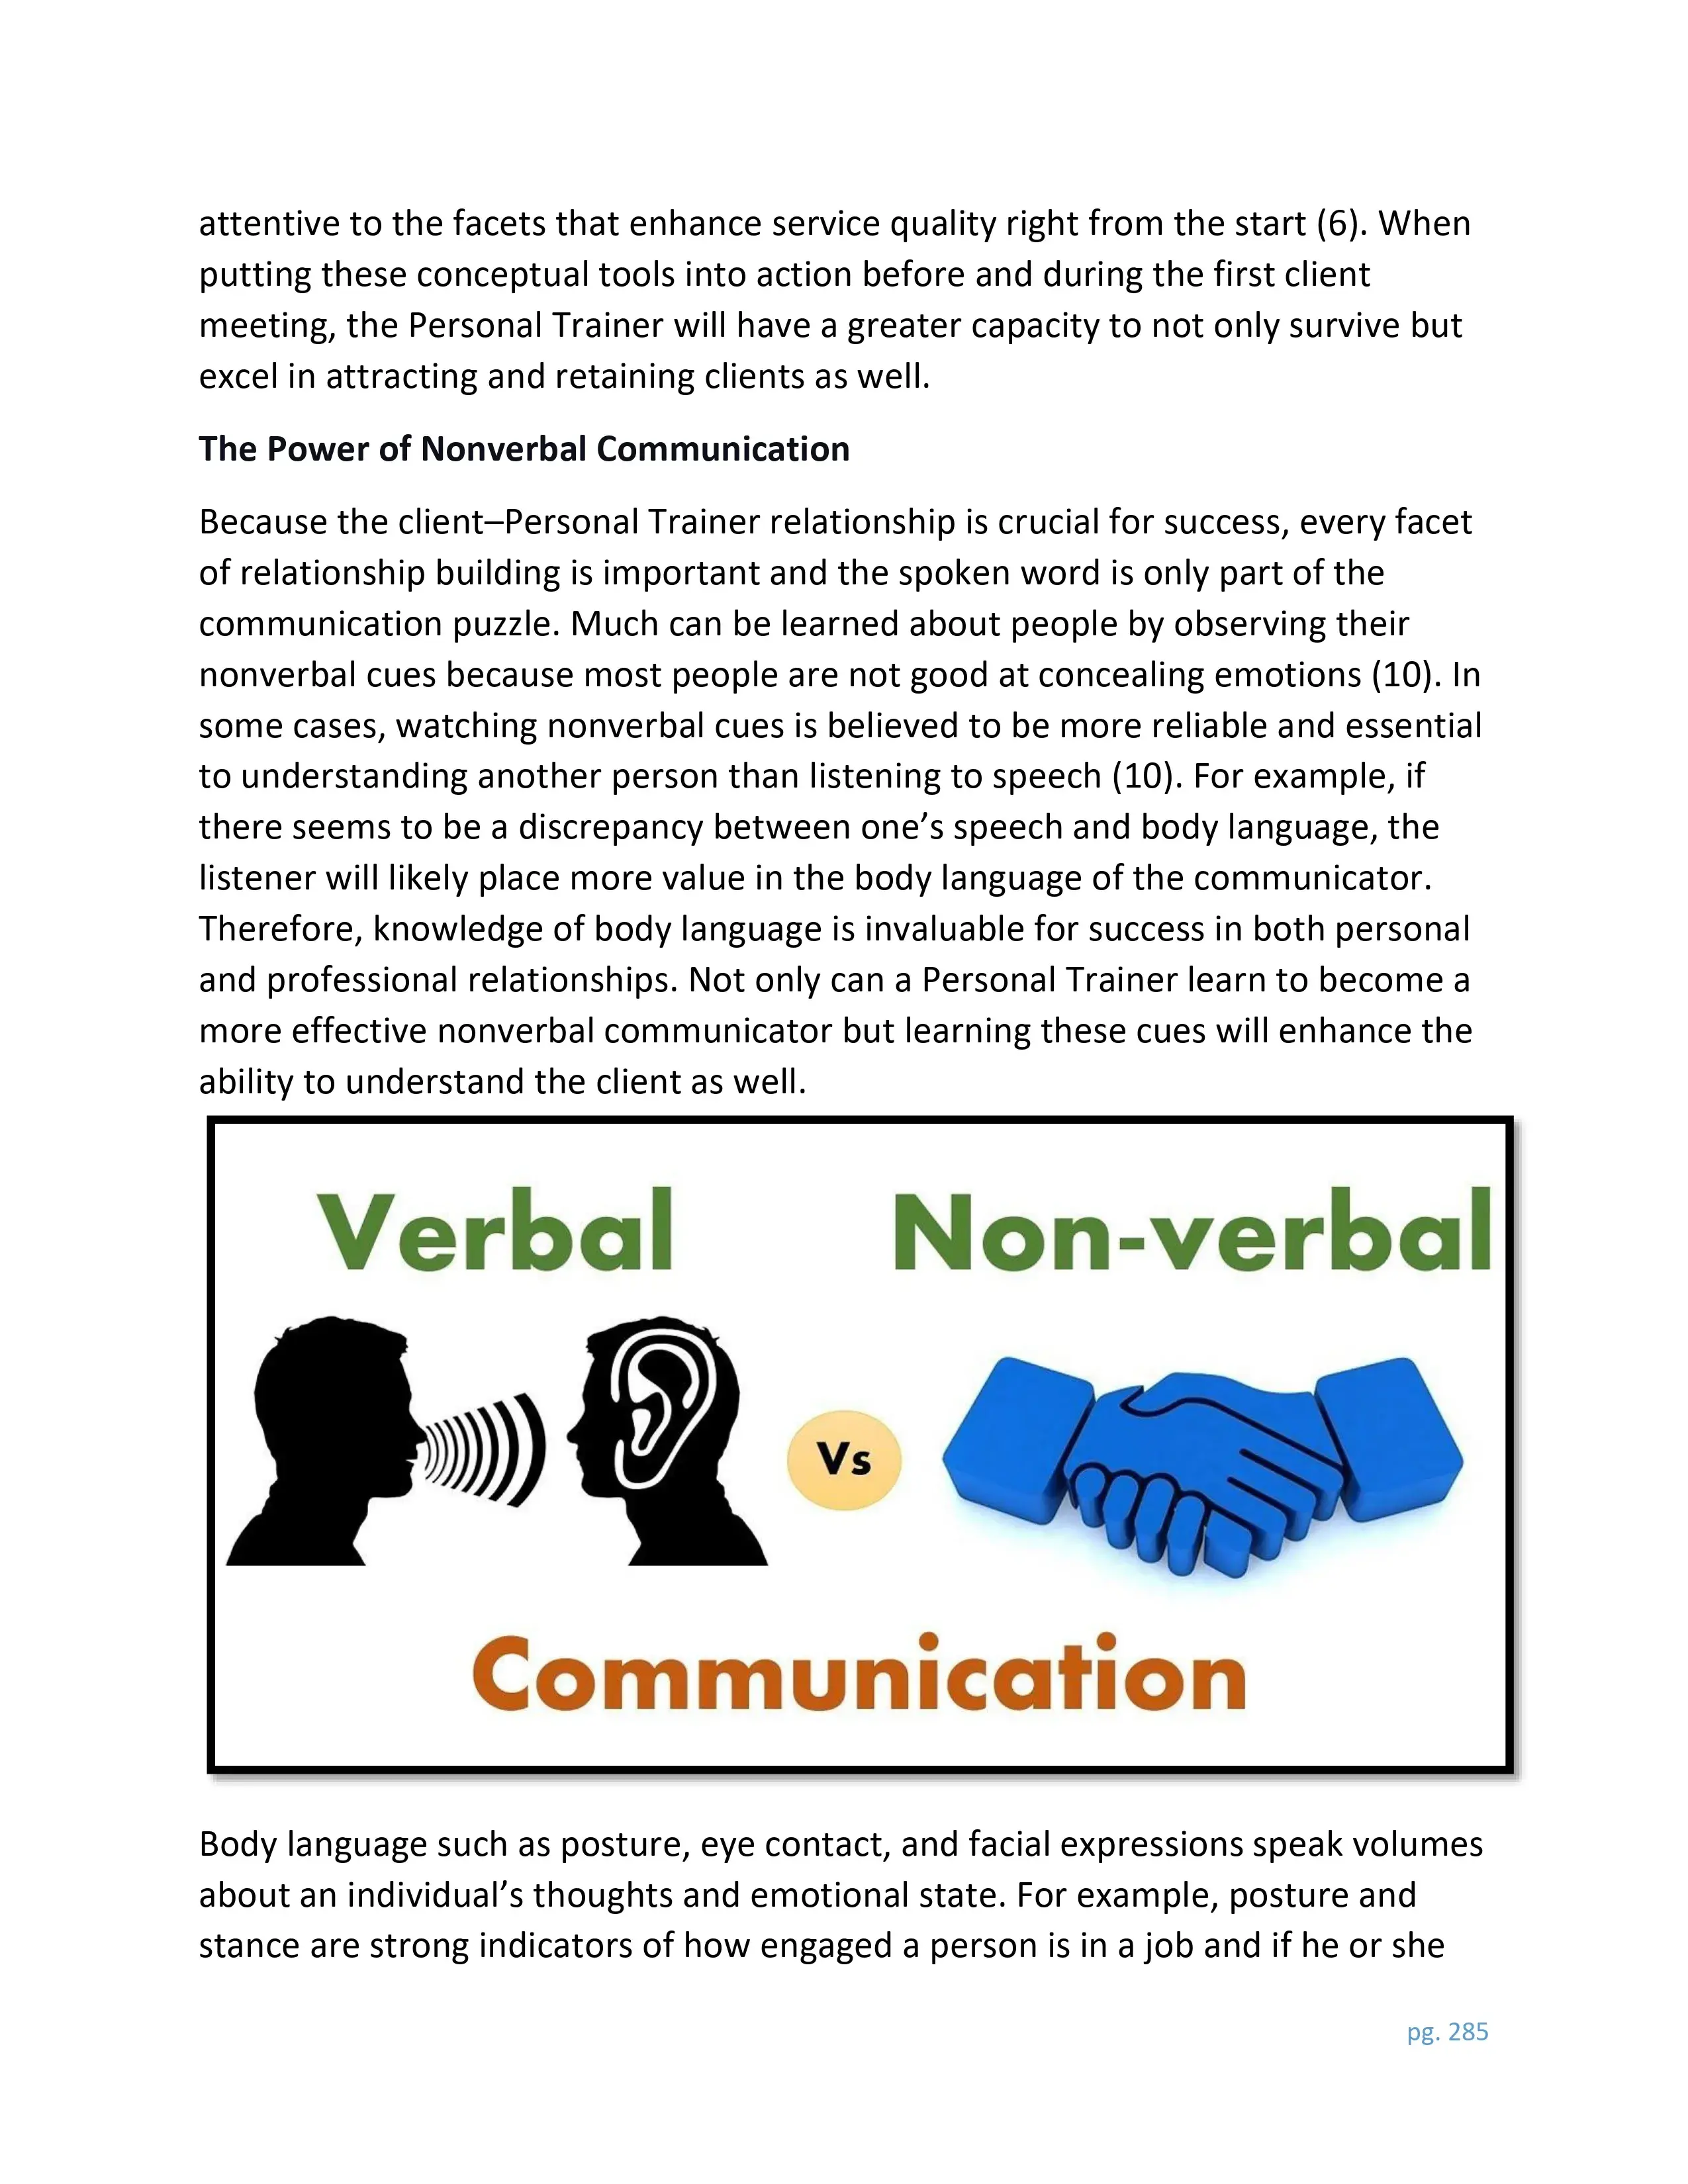 attentive to the facets that enhance service quality right from the start (6). When
putting these conceptual tools into action before and during the first client
meeting, the Personal Trainer will have a greater capacity to not only survive but
excel in attracting and retaining clients as well.
The Power of Nonverbal Communication
Because the client–Personal Trainer relationship is crucial for success, every facet
of relationship building is important and the spoken word is only part of the
communication puzzle. Much can be learned about people by observing their
nonverbal cues because most people are not good at concealing emotions (10). In
some cases, watching nonverbal cues is believed to be more reliable and essential
to understanding another person than listening to speech (10). For example, if
there seems to be a discrepancy between one’s speech and body language, the
listener will likely place more value in the body language of the communicator.
Therefore, knowledge of body language is invaluable for success in both personal
and professional relationships. Not only can a Personal Trainer learn to become a
more effective nonverbal communicator but learning these cues will enhance the
ability to understand the client as well.
Verbal Non-verbal
Vs
Communication
Body language such as posture, eye contact, and facial expressions speak volumes
about an individual’s thoughts and emotional state. For example, posture and
stance are strong indicators of how engaged a person is in a job and if he or she
pg. 285